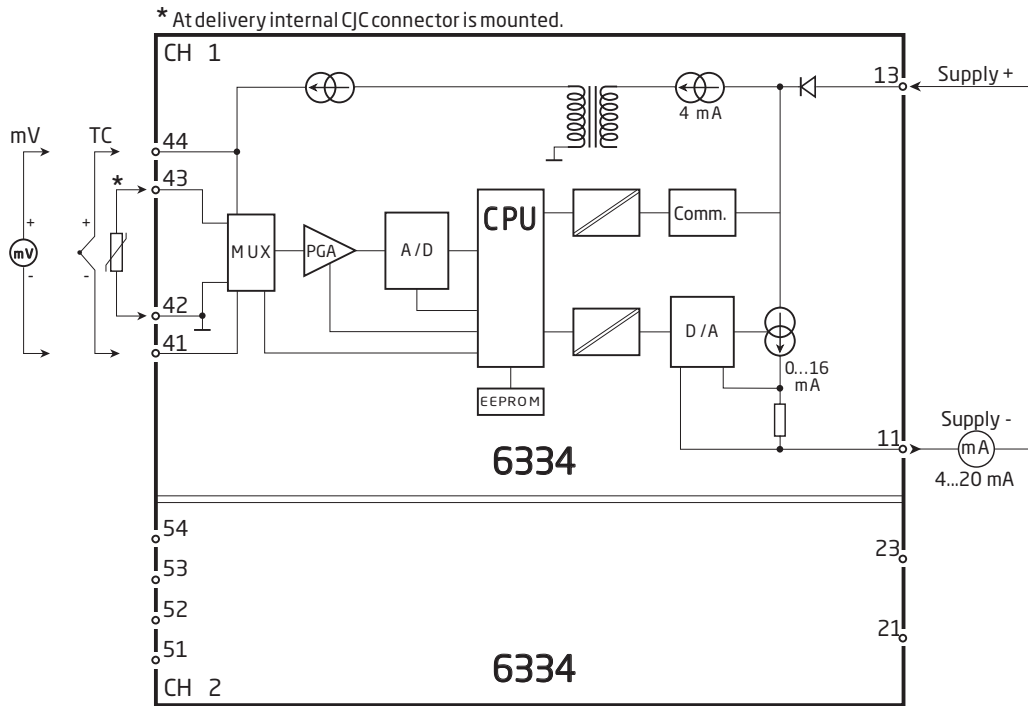 * At delivery internal CJC connector is mounted.
CH 1
13
Supply +
4 mA
mV
TC
44
*
43
+
+
CPU
Comm.
MUX
PGA
A/D
mV
-
-
42
41
D/A
0...16
mA
EEPROM
Supply -
11
mA
6334
4...20 mA
54
23
53
52
21
51
6334
CH 2